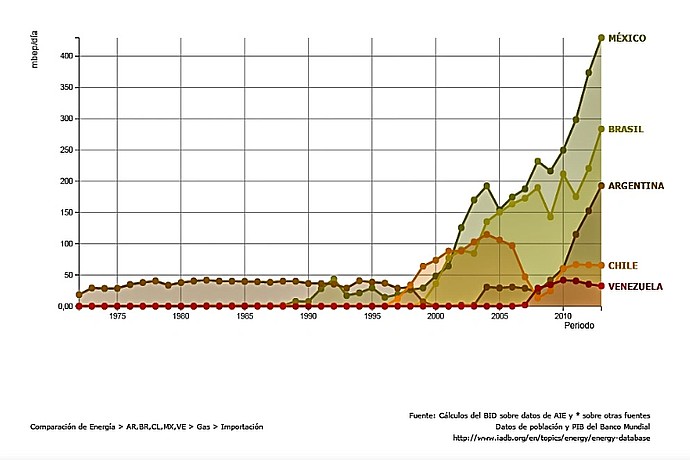 mbep/día
400
350
300
250
200
150
100
50
0,00
1975
1980
1985
1990
1995
2000
2005
2010
Periodo
MÉXICO
BRASIL
ARGENTINA
CHILE
VENEZUELA
Fuente: Cálculos del BID sobre datos de AIE y * sobre otras fuentes
Comparación de Energía > AR,BR,CL,MX,VE > Gas > Importación
Datos de población y PIB del Banco Mundial
http://www.iadb.org/en/topics/energy/energy-database